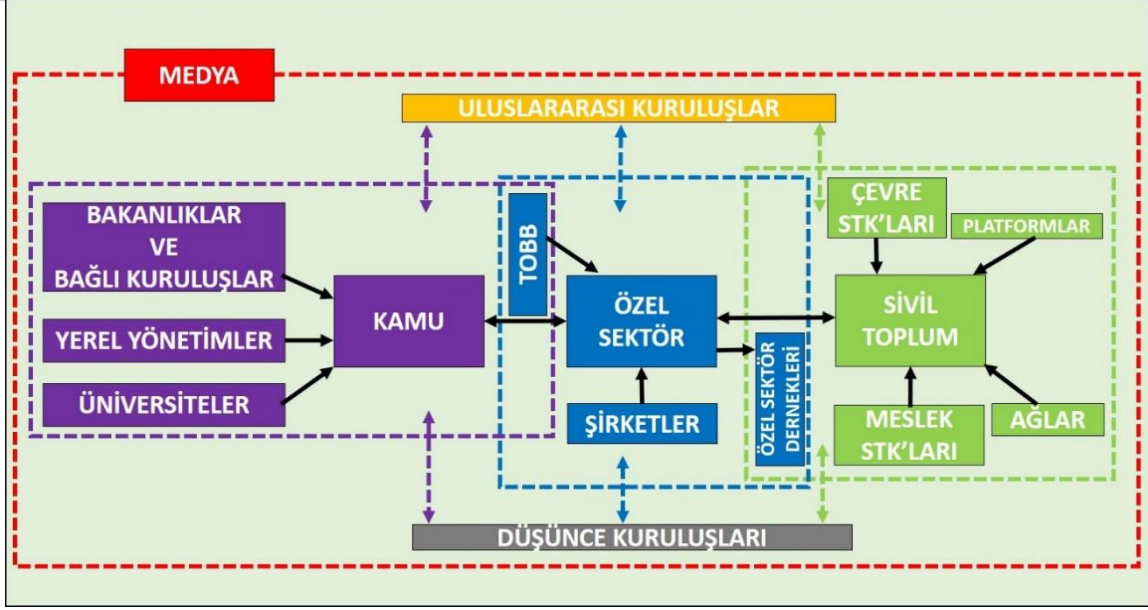 MEDYA
ULUSLARARASI KURULUŞLAR
BAKANLIKLAR
VE
BAĞLI KURULUŞLAR
YEREL YÖNETİMLER
ÜNİVERSİTELER
KAMU
TOBB
ÖZEL
SEKTÖR
ŞİRKETLER
ÖZEL SEKTÖR
DERNEKLERİ
ÇEVRE
STK’LARI
PLATFORMLAR
SİVİL
TOPLUM
MESLEK
STK’LARI
AĞLAR
DÜŞÜNCE KURULUŞLARI